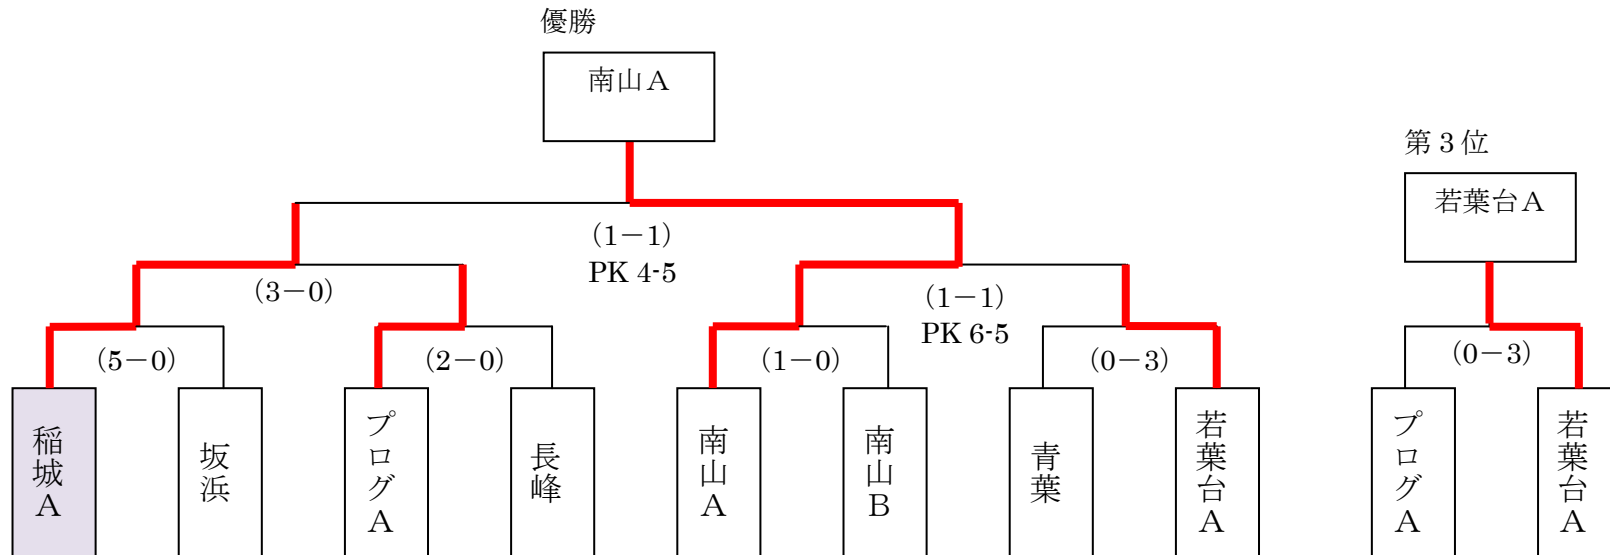 優勝
南山A
第3位
若葉台A
(1-1)
PK 4-5
(3-0)
(1-1)
PK 6-5
(5-0)
(2-0)
(1-0)
(0-3)
(0-3)
稲城A
坂浜
プログA
長峰
南山A
南山B
青葉
若葉台A
プログA
若葉台A